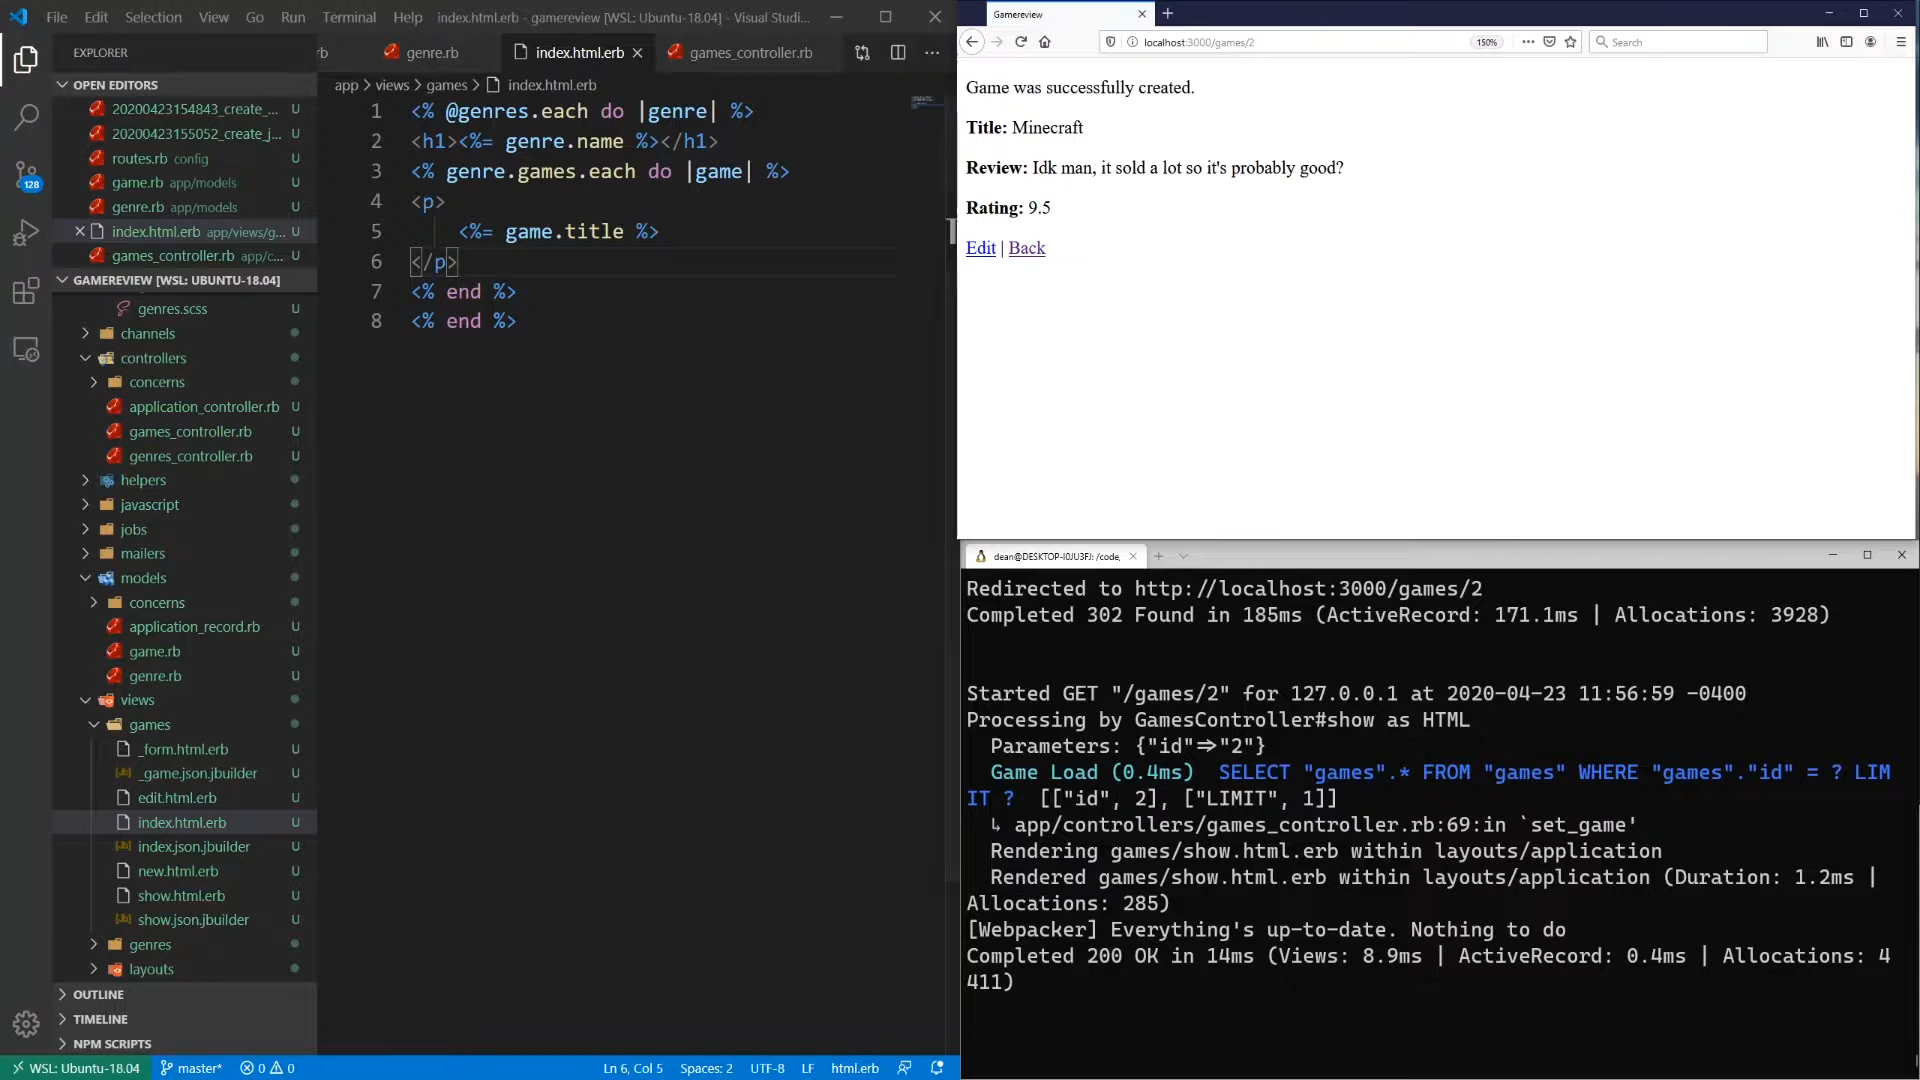 File Edit Selection View Go Run Terminal Help index.html.erb - gamereview [WSL: Ubuntu-18.04] - Visual Studi...
EXPLORER
OPEN EDITORS
20200423154843_create_... U
20200423155052_create_j... U
routes.rb config U
game.rb app/models U
genre.rb app/models U
index.html.erb app/views/g... U
games_controller.rb app/c... U
GAMEREVIEW [WSL: UBUNTU-18.04]
genres.scss U
channels
controllers
concerns
application_controller.rb U
games_controller.rb U
genres_controller.rb U
helpers
javascript
jobs
mailers
models
concerns
application_record.rb U
game.rb U
genre.rb U
views
games
_form.html.erb U
_game.json.jbuilder U
edit.html.erb U
index.html.erb U
index.json.jbuilder U
new.html.erb U
show.html.erb U
show.json.jbuilder U
genres
layouts
OUTLINE
TIMELINE
NPM SCRIPTS
128
rb genre.rb index.html.erb games_controller.rb
app > views > games > index.html.erb
1 <% @genres.each do |genre| %>
2 <h1><%= genre.name %></h1>
3 <% genre.games.each do |game| %>
4 <p>
5 <%= game.title %>
6 </p>
7 <% end %>
8 <% end %>
WSL: Ubuntu-18.04 master* 0 0 Ln 6, Col 5 Spaces: 2 UTF-8 LF html.erb
Gamereview
localhost:3000/games/2 150% Search
Game was successfully created.
Title: Minecraft
Review: Idk man, it sold a lot so it's probably good?
Rating: 9.5
Edit | Back
dean@DESKTOP-I0JU3FJ: /code,
Redirected to http://localhost:3000/games/2
Completed 302 Found in 185ms (ActiveRecord: 171.1ms | Allocations: 3928)
Started GET "/games/2" for 127.0.0.1 at 2020-04-23 11:56:59 -0400
Processing by GamesController#show as HTML
Parameters: {"id"=>"2"}
Game Load (0.4ms) SELECT "games".* FROM "games" WHERE "games"."id" = ? LIM
IT ? [["id", 2], ["LIMIT", 1]]
↳ app/controllers/games_controller.rb:69:in `set_game'
Rendering games/show.html.erb within layouts/application
Rendered games/show.html.erb within layouts/application (Duration: 1.2ms |
Allocations: 285)
[Webpacker] Everything's up-to-date. Nothing to do
Completed 200 OK in 14ms (Views: 8.9ms | ActiveRecord: 0.4ms | Allocations: 4
411)